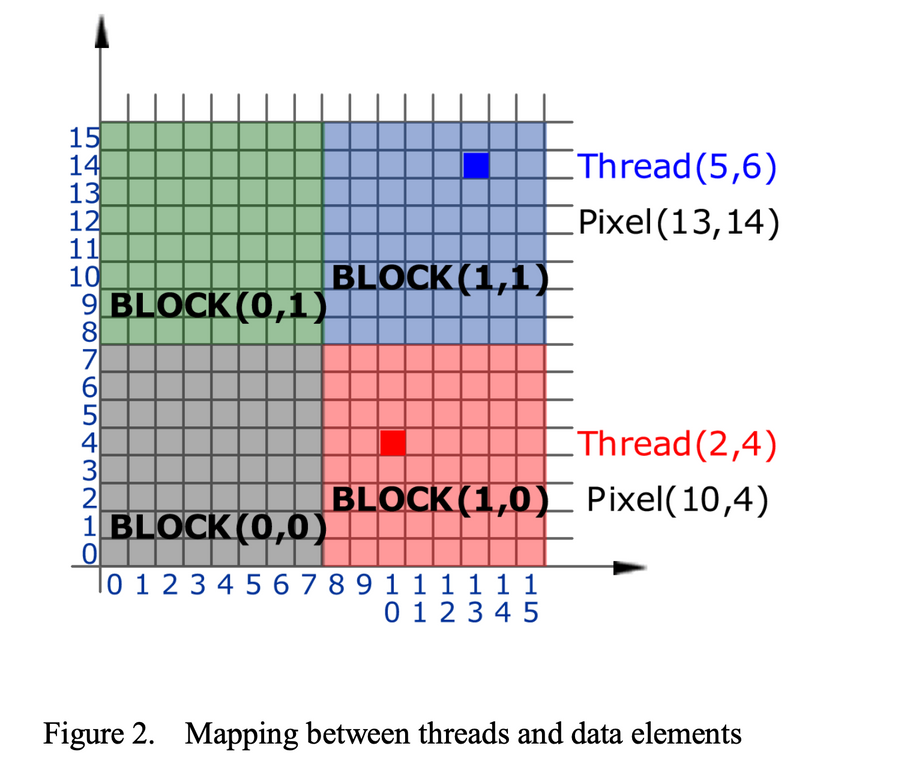 15
14
Thread(5,6)
13
12
Pixel(13,14)
11
10
BLOCK(1,1)
9
BLOCK(0,1)
8
7
6
5
4
Thread(2,4)
3
2
BLOCK(1,0)
Pixel(10,4)
1
BLOCK(0,0)
0
0 1 2 3 4 5 6 7 8 9 1 1 1 1 1 1
0 1 2 3 4 5
Figure 2. Mapping between threads and data elements